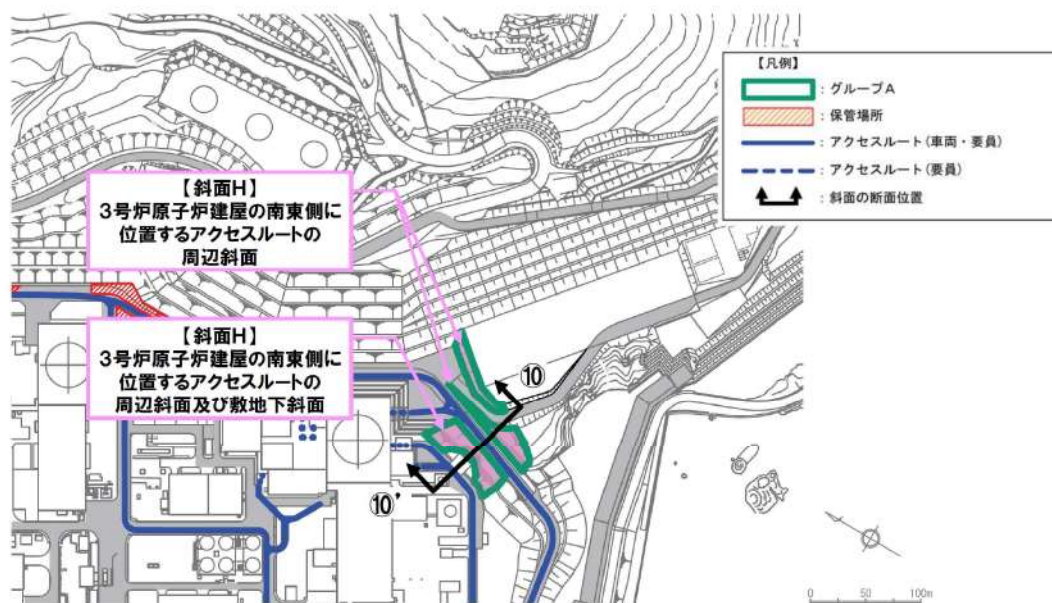 【凡例】
: グループA
: 保管場所
: アクセスルート(車両・要員)
: アクセスルート(要員)
: 斜面の断面位置
【斜面H】
3号炉原子炉建屋の南東側に
位置するアクセスルートの
周辺斜面
【斜面H】
3号炉原子炉建屋の南東側に
位置するアクセスルートの
周辺斜面及び敷地下斜面
⑩
⑩'
0 50 100m